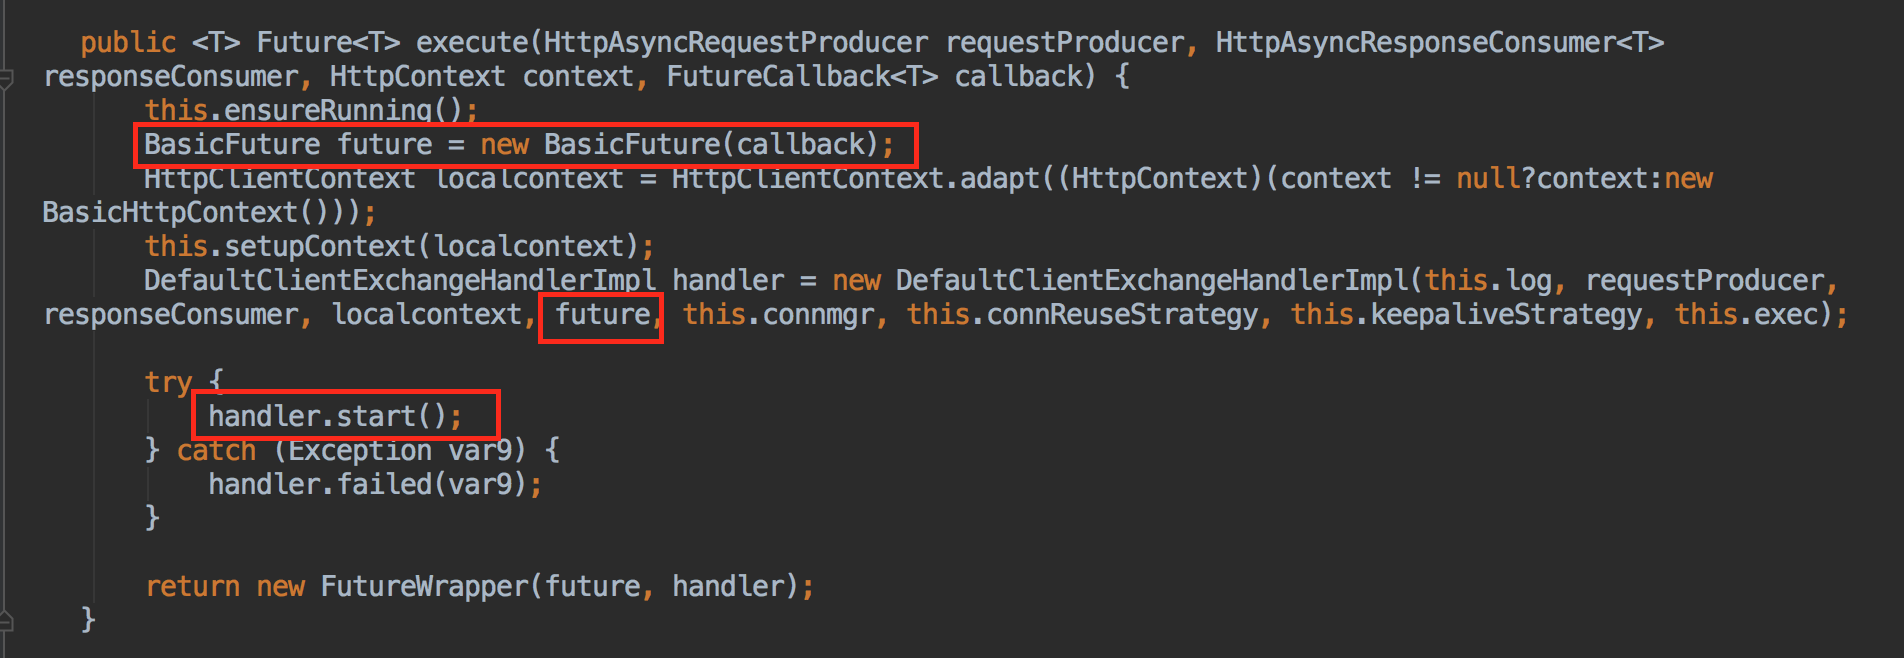 public <T> Future<T> execute(HttpAsyncRequestProducer requestProducer, HttpAsyncResponseConsumer<T>
responseConsumer, HttpContext context, FutureCallback<T> callback) {
this.ensureRunning();
BasicFuture future = new BasicFuture(callback);
HttpClientContext localcontext = HttpClientContext.adapt((HttpContext)(context != null?context:new
BasicHttpContext()));
this.setupContext(localcontext);
DefaultClientExchangeHandlerImpl handler = new DefaultClientExchangeHandlerImpl(this.log, requestProducer,
responseConsumer, localcontext, future, this.connmgr, this.connReuseStrategy, this.keepaliveStrategy, this.exec);
try {
handler.start();
} catch (Exception var9) {
handler.failed(var9);
}
return new FutureWrapper(future, handler);
}